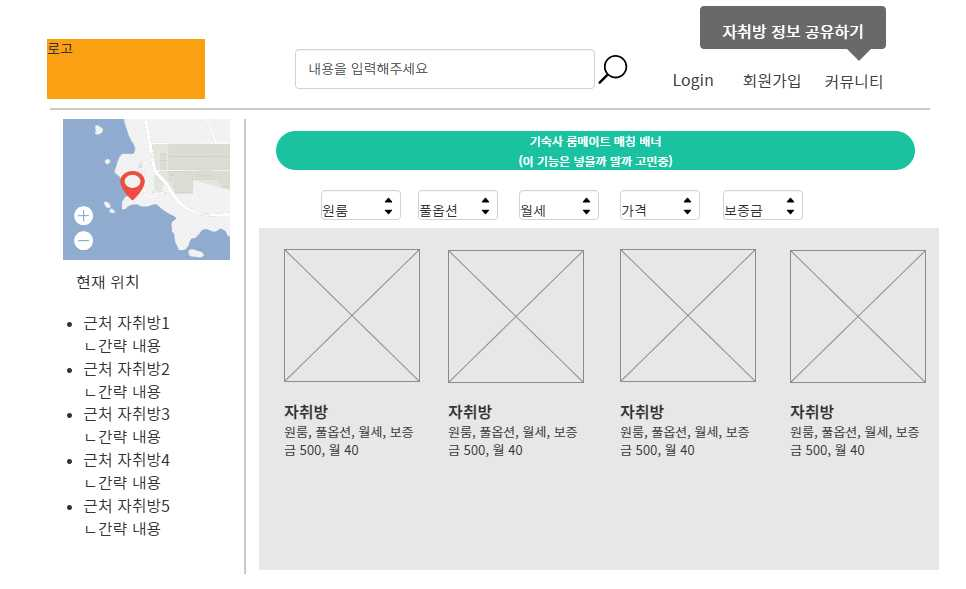 자취방 정보 공유하기
로고
내용을 입력해주세요
Login
회원가입
커뮤니티
기숙사 룸메이트 매칭 배너
(이 기능은 넣을까 말까 고민중)
원룸
풀옵션
월세
가격
보증금
현재 위치
• 근처 자취방1
ㄴ간략 내용
• 근처 자취방2
ㄴ간략 내용
• 근처 자취방3
ㄴ간략 내용
• 근처 자취방4
ㄴ간략 내용
• 근처 자취방5
ㄴ간략 내용
자취방
원룸, 풀옵션, 월세, 보증
금 500, 월 40
자취방
원룸, 풀옵션, 월세, 보증
금 500, 월 40
자취방
원룸, 풀옵션, 월세, 보증
금 500, 월 40
자취방
원룸, 풀옵션, 월세, 보증
금 500, 월 40